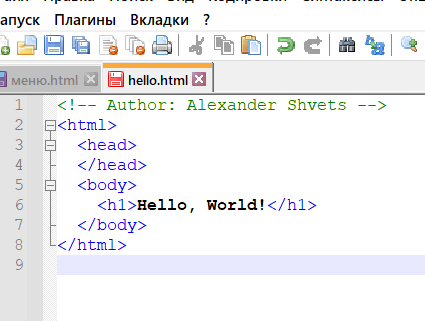 апуск Плагины Вкладки ?
меню.html hello.html
1 <!-- Author: Alexander Shvets -->
2 <html>
3 <head>
4 </head>
5 <body>
6 <h1>Hello, World!</h1>
7 </body>
8 </html>
9